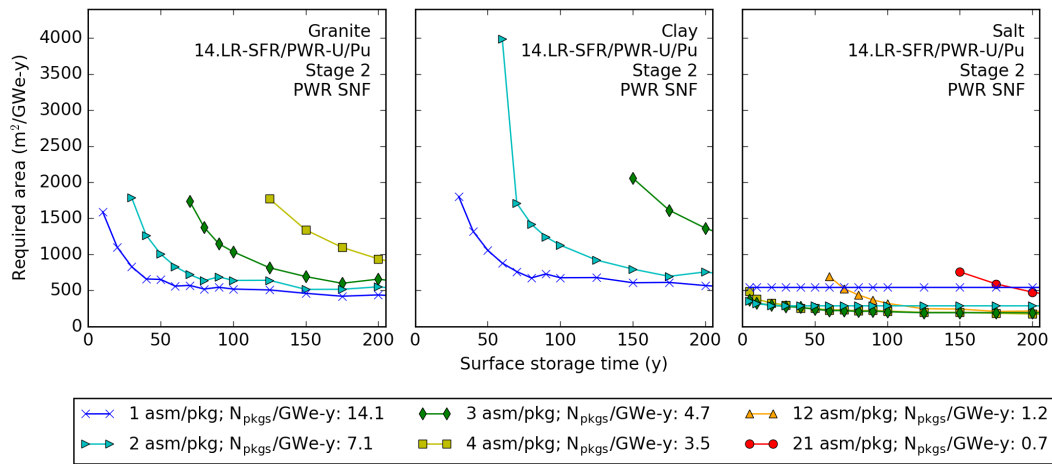 Granite
14.LR-SFR/PWR-U/Pu
Stage 2
PWR SNF
Clay
14.LR-SFR/PWR-U/Pu
Stage 2
PWR SNF
Salt
14.LR-SFR/PWR-U/Pu
Stage 2
PWR SNF
Required area (m²/GWe-y)
4000
3500
3000
2500
2000
1500
1000
500
0
0 50 100 150 200
0 50 100 150 200
0 50 100 150 200
Surface storage time (y)
1 asm/pkg; Npkgs/GWe-y: 14.1
2 asm/pkg; Npkgs/GWe-y: 7.1
3 asm/pkg; Npkgs/GWe-y: 4.7
4 asm/pkg; Npkgs/GWe-y: 3.5
12 asm/pkg; Npkgs/GWe-y: 1.2
21 asm/pkg; Npkgs/GWe-y: 0.7